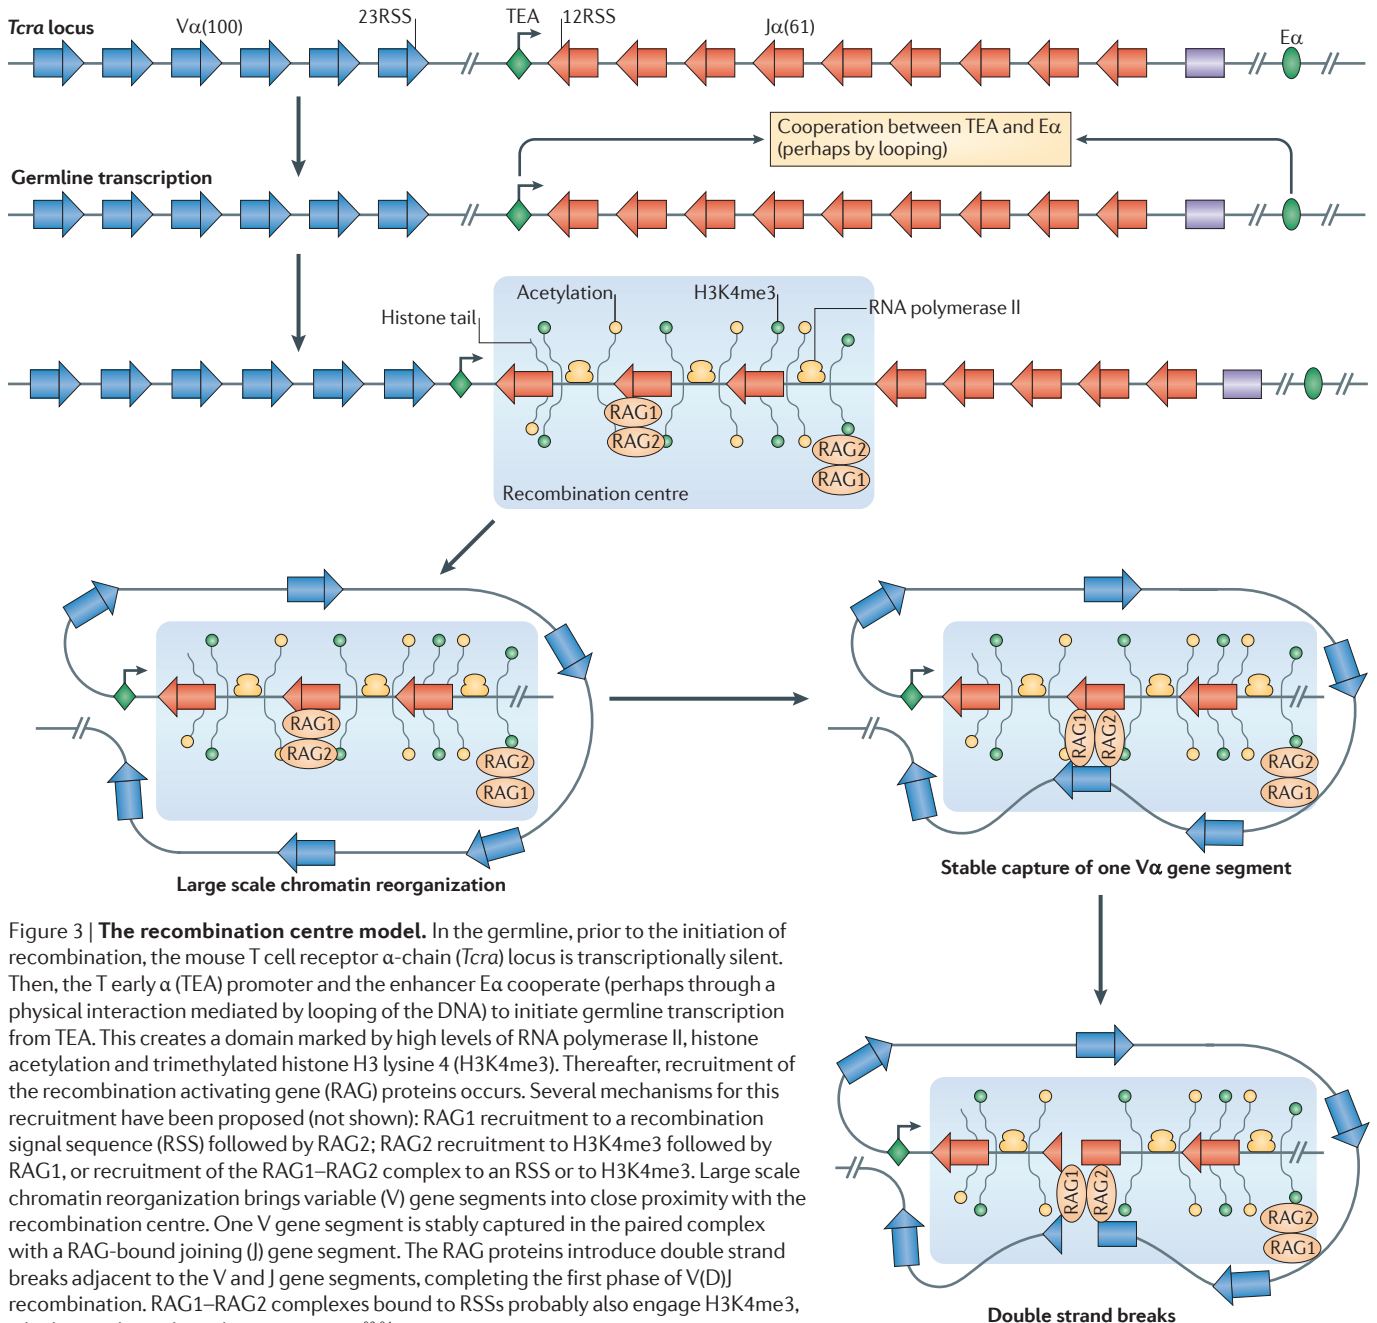 Tcra locus
Vα(100)
23RSS
TEA
12RSS
Jα(61)
Eα
Cooperation between TEA and Eα
(perhaps by looping)
Germline transcription
Acetylation
H3K4me3
Histone tail
RNA polymerase II
RAG1
RAG2
RAG2
RAG1
Recombination centre
RAG1
RAG2
RAG2
RAG1
Large scale chromatin reorganization
RAG1
RAG2
RAG2
RAG1
Stable capture of one Vα gene segment
Figure 3 | The recombination centre model. In the germline, prior to the initiation of
recombination, the mouse T cell receptor α-chain (Tcra) locus is transcriptionally silent.
Then, the T early α (TEA) promoter and the enhancer Eα cooperate (perhaps through a
physical interaction mediated by looping of the DNA) to initiate germline transcription
from TEA. This creates a domain marked by high levels of RNA polymerase II, histone
acetylation and trimethylated histone H3 lysine 4 (H3K4me3). Thereafter, recruitment of
the recombination activating gene (RAG) proteins occurs. Several mechanisms for this
recruitment have been proposed (not shown): RAG1 recruitment to a recombination
signal sequence (RSS) followed by RAG2; RAG2 recruitment to H3K4me3 followed by
RAG1, or recruitment of the RAG1–RAG2 complex to an RSS or to H3K4me3. Large scale
chromatin reorganization brings variable (V) gene segments into close proximity with the
recombination centre. One V gene segment is stably captured in the paired complex
with a RAG-bound joining (J) gene segment. The RAG proteins introduce double strand
breaks adjacent to the V and J gene segments, completing the first phase of V(D)J
recombination. RAG1–RAG2 complexes bound to RSSs probably also engage H3K4me3,
RAG1
RAG2
RAG2
RAG1
Double strand breaks